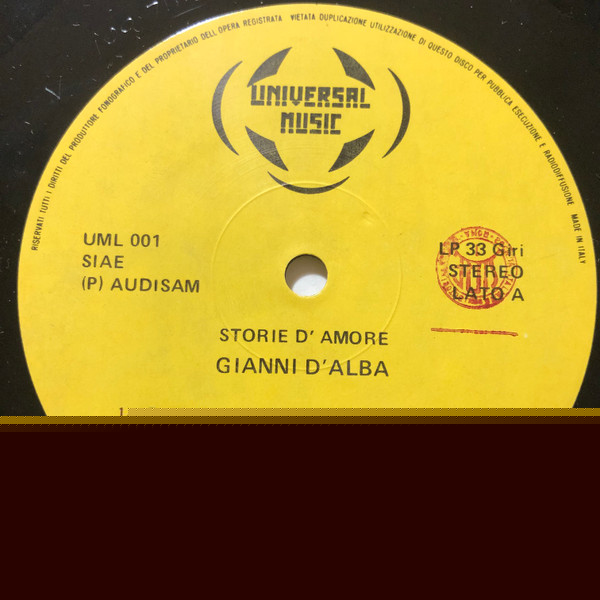 RISERVATI TUTTI I DIRITTI DEL PRODUTTORE FONOGRAFICO E DEL PROPRIETARIO DELL'OPERA REGISTRATA VIETATA DUPLICAZIONE UTILIZZAZIONE DI QUESTO DISCO PER PUBBLICA ESECUZIONE E RADIODIFFUSIONE MADE IN ITALY
UNIVERSAL
MUSIC
UML 001
SIAE
(P) AUDISAM
LP 33 Giri
STEREO
LATO A
STORIE D' AMORE
GIANNI D'ALBA